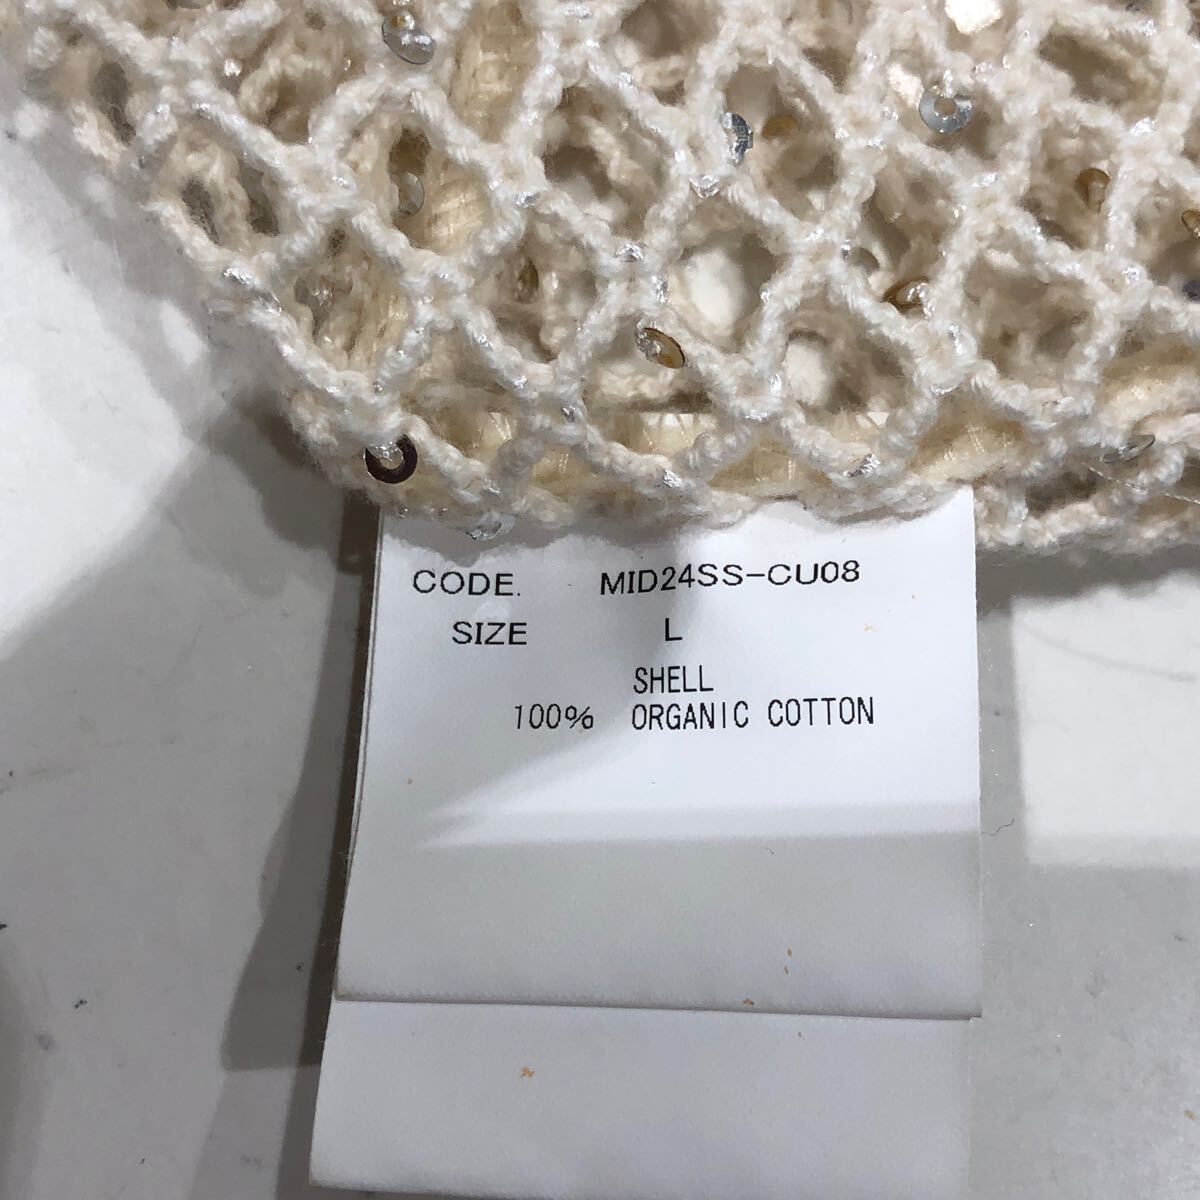 CODE. MID24SS-CU08
SIZE L
SHELL
100% ORGANIC COTTON